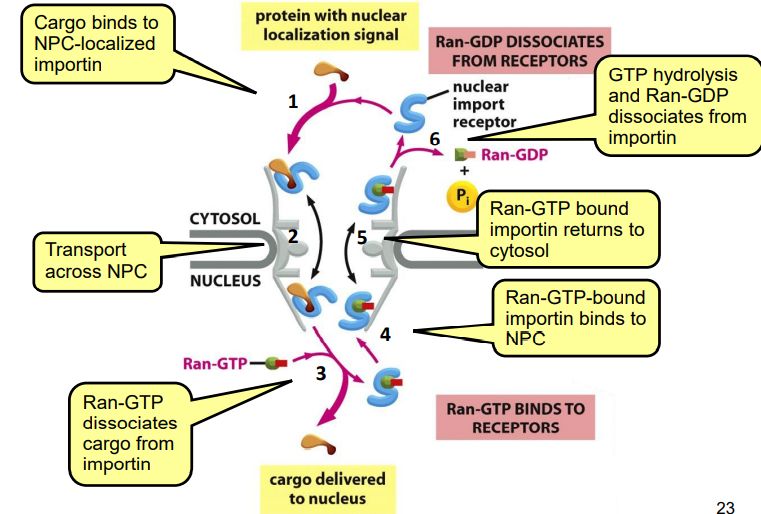 Cargo binds to
NPC-localized
importin
protein with nuclear
localization signal
Ran-GDP DISSOCIATES
FROM RECEPTORS
GTP hydrolysis
and Ran-GDP
dissociates from
importin
nuclear
import
receptor
1
6
Ran-GDP
+
Pi
CYTOSOL
NUCLEUS
2
5
Transport
across NPC
Ran-GTP bound
importin returns to
cytosol
Ran-GTP-bound
importin binds to
NPC
4
Ran-GTP
3
Ran-GTP
dissociates
cargo from
importin
Ran-GTP BINDS TO
RECEPTORS
cargo delivered
to nucleus
23